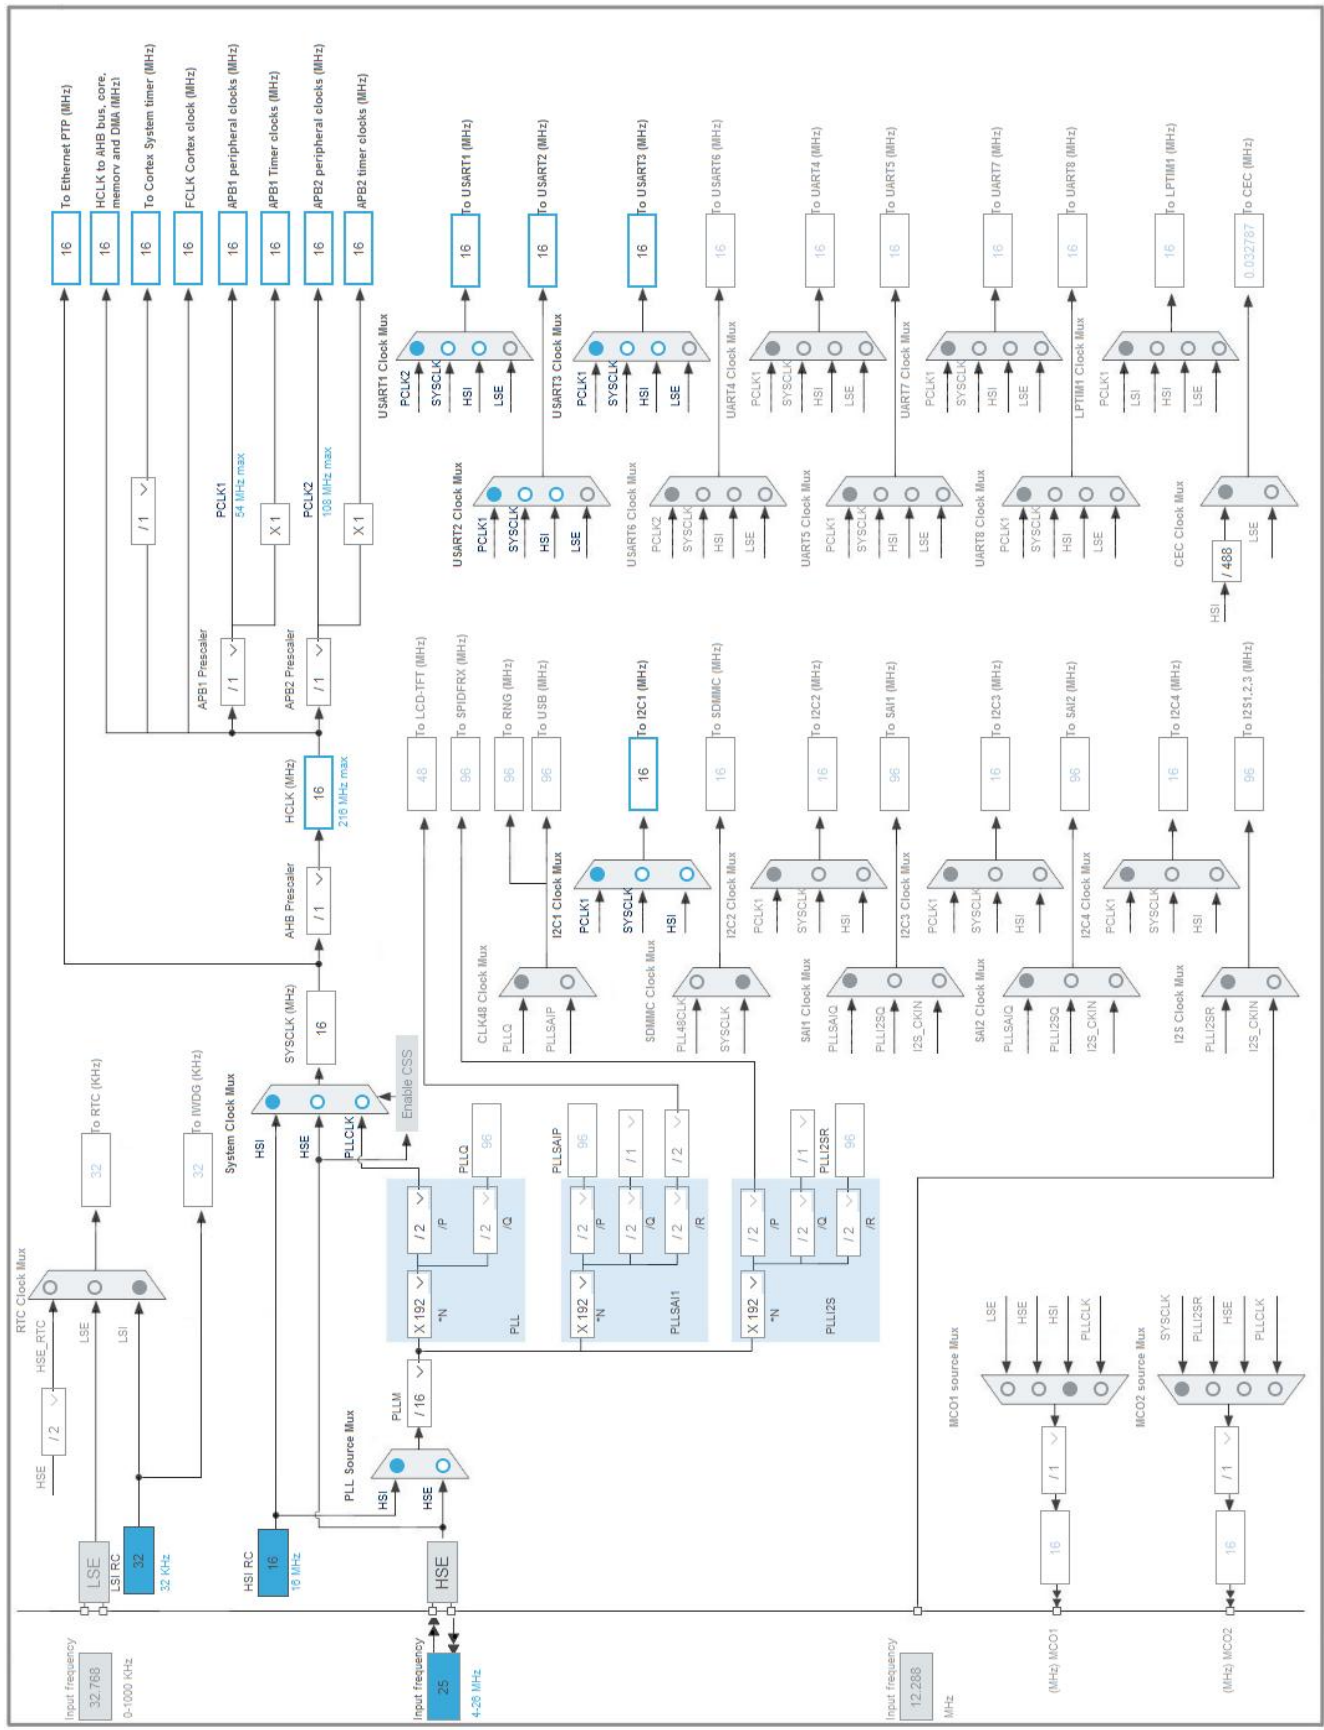 Input frequency
32.768
0-1000 KHz
LSE
LSI RC
32
32 KHz
HSE
/ 2
HSE_RTC
LSE
LSI
RTC Clock Mux
32
To RTC (KHz)
32
To IWDG (KHz)
HSI RC
16
16 MHz
Input frequency
25
4-26 MHz
HSE
PLL Source Mux
HSI
HSE
PLLM
/ 16
System Clock Mux
HSI
HSE
PLLCLK
Enable CSS
SYSCLK (MHz)
16
AHB Prescaler
/ 1
HCLK (MHz)
16
216 MHz max
APB1 Prescaler
/ 1
APB2 Prescaler
/ 1
/ 1
PCLK1
54 MHz max
X 1
PCLK2
108 MHz max
X 1
16
To Ethernet PTP (MHz)
16
HCLK to AHB bus, core,
memory and DMA (MHz)
16
To Cortex System timer (MHz)
16
FCLK Cortex clock (MHz)
16
APB1 peripheral clocks (MHz)
16
APB1 Timer clocks (MHz)
16
APB2 peripheral clocks (MHz)
16
APB2 timer clocks (MHz)
X 192
*N
/ 2
/P
/ 2
/Q
PLLQ
96
PLL
X 192
*N
/ 2
/P
/ 2
/Q
/ 2
/R
PLLSAIP
96
/ 1
/ 2
PLLSAI1
X 192
*N
/ 2
/P
/ 2
/Q
/ 2
/R
/ 1
PLLI2SR
96
PLLI2S
48
To LCD-TFT (MHz)
96
To SPIDFRX (MHz)
96
To RNG (MHz)
96
To USB (MHz)
CLK48 Clock Mux
PLLQ
PLLSAIP
I2C1 Clock Mux
PCLK1
SYSCLK
HSI
16
To I2C1 (MHz)
SDMMC Clock Mux
PLL48CLK
SYSCLK
16
To SDMMC (MHz)
I2C2 Clock Mux
PCLK1
SYSCLK
HSI
16
To I2C2 (MHz)
SAI1 Clock Mux
PLLSAIQ
PLLI2SQ
I2S_CKIN
96
To SAI1 (MHz)
I2C3 Clock Mux
PCLK1
SYSCLK
HSI
16
To I2C3 (MHz)
SAI2 Clock Mux
PLLSAIQ
PLLI2SQ
I2S_CKIN
96
To SAI2 (MHz)
I2C4 Clock Mux
PCLK1
SYSCLK
HSI
16
To I2C4 (MHz)
I2S Clock Mux
PLLI2SR
I2S_CKIN
96
To I2S1,2,3 (MHz)
USART1 Clock Mux
PCLK2
SYSCLK
HSI
LSE
16
To USART1 (MHz)
USART2 Clock Mux
PCLK1
SYSCLK
HSI
LSE
16
To USART2 (MHz)
USART3 Clock Mux
PCLK1
SYSCLK
HSI
LSE
16
To USART3 (MHz)
USART6 Clock Mux
PCLK2
SYSCLK
HSI
LSE
16
To USART6 (MHz)
UART4 Clock Mux
PCLK1
SYSCLK
HSI
LSE
16
To UART4 (MHz)
UART5 Clock Mux
PCLK1
SYSCLK
HSI
LSE
16
To UART5 (MHz)
UART7 Clock Mux
PCLK1
SYSCLK
HSI
LSE
16
To UART7 (MHz)
UART8 Clock Mux
PCLK1
SYSCLK
HSI
LSE
16
To UART8 (MHz)
LPTIM1 Clock Mux
PCLK1
LSI
HSI
LSE
16
To LPTIM1 (MHz)
CEC Clock Mux
HSI
/ 488
LSE
0.032787
To CEC (MHz)
Input frequency
12.288
MHz
MCO1 source Mux
LSE
HSE
HSI
PLLCLK
/ 1
16
(MHz) MCO1
MCO2 source Mux
SYSCLK
PLLI2SR
HSE
PLLCLK
/ 1
16
(MHz) MCO2